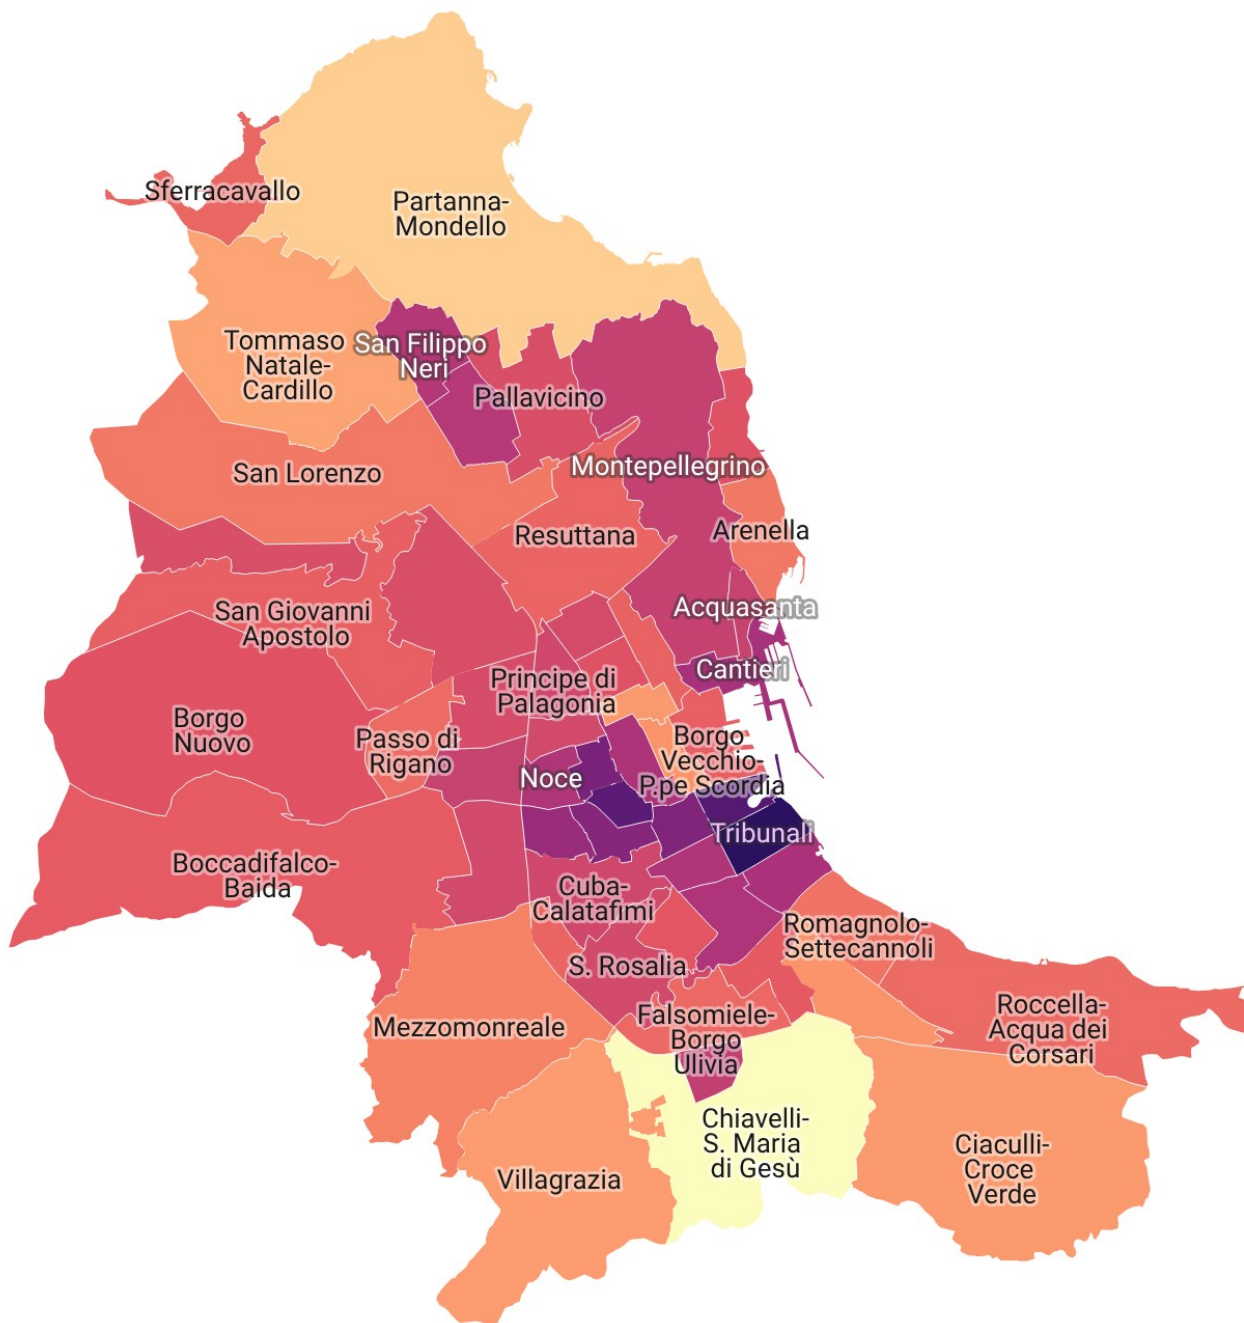 Sferracavallo
Partanna-
Mondello
Tommaso
Natale-
Cardillo
San Filippo
Neri
Pallavicino
San Lorenzo
Montepellegrino
Resuttana
Arenella
San Giovanni
Apostolo
Acquasanta
Cantieri
Principe di
Palagonia
Borgo
Nuovo
Passo di
Rigano
Borgo
Vecchio-
P.pe Scordia
Noce
Tribunali
Boccadifalco-
Baida
Cuba-
Calatafimi
Romagnolo-
Settecannoli
S. Rosalia
Mezzomonreale
Falsomiele-
Borgo
Ulivia
Roccella-
Acqua dei
Corsari
Chiavelli-
S. Maria
di Gesù
Ciaculli-
Croce
Verde
Villagrazia